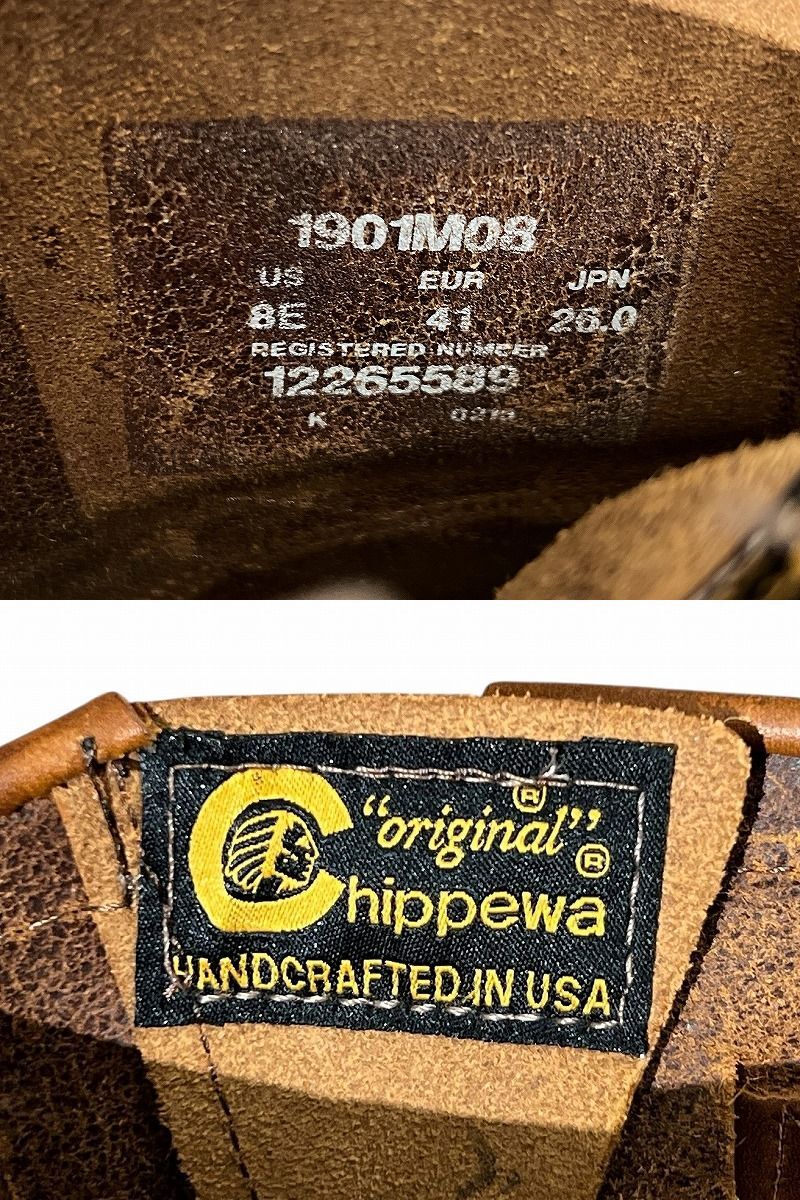 1901M08
US EUR JPN
8E 41 26.0
REGISTERED NUMBER
12265589
K
"original" ®
Chippewa ®
HANDCRAFTED IN USA